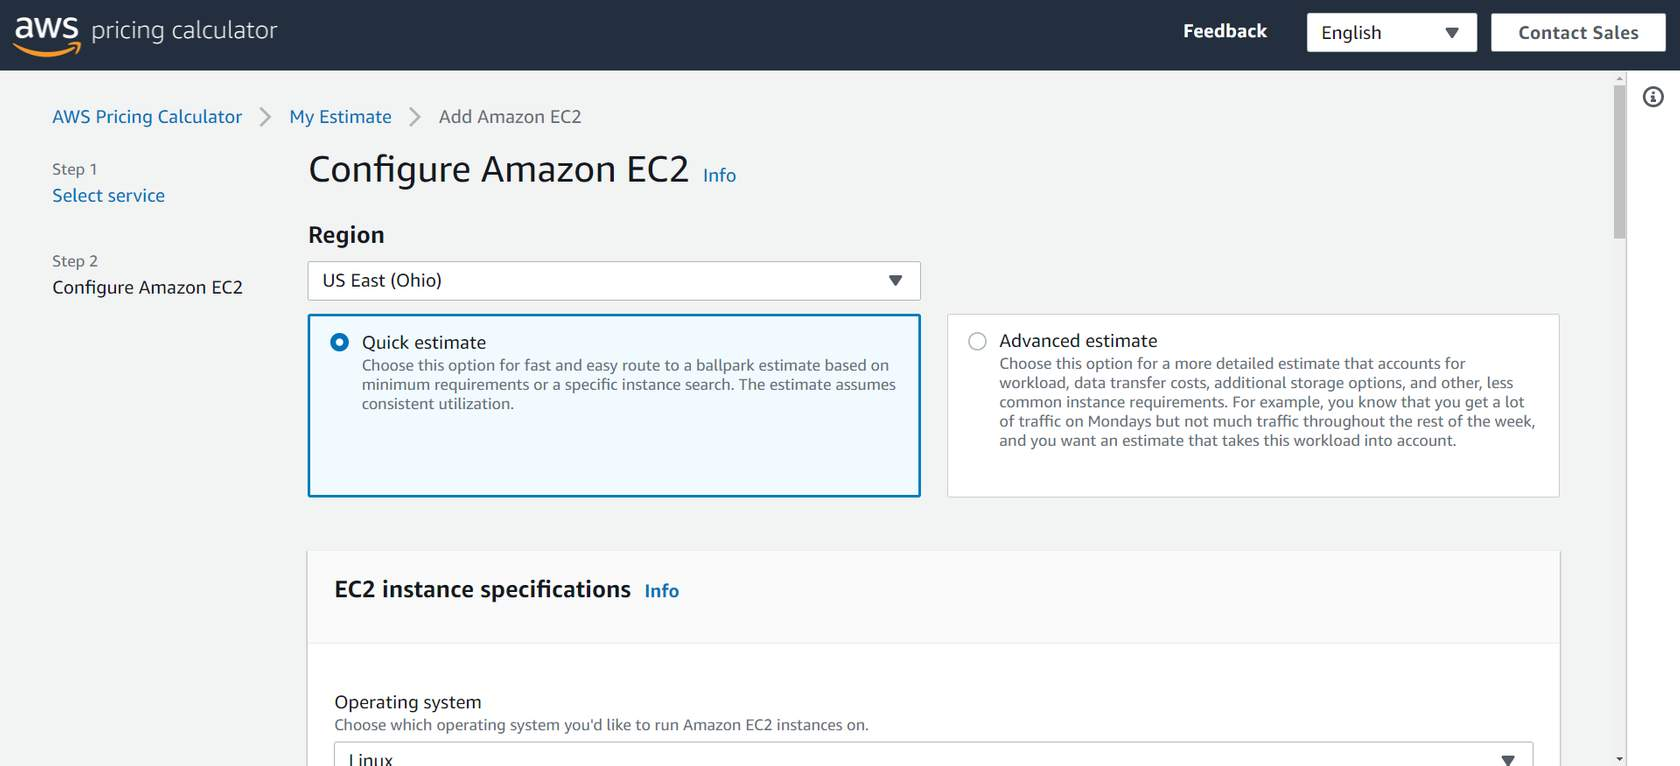 aws pricing calculator
Feedback
English
Contact Sales
AWS Pricing Calculator
My Estimate
Add Amazon EC2
Step 1
Select service
Step 2
Configure Amazon EC2
Configure Amazon EC2 Info
Region
US East (Ohio)
Quick estimate
Choose this option for fast and easy route to a ballpark estimate based on
minimum requirements or a specific instance search. The estimate assumes
consistent utilization.
Advanced estimate
Choose this option for a more detailed estimate that accounts for
workload, data transfer costs, additional storage options, and other, less
common instance requirements. For example, you know that you get a lot
of traffic on Mondays but not much traffic throughout the rest of the week,
and you want an estimate that takes this workload into account.
EC2 instance specifications Info
Operating system
Choose which operating system you'd like to run Amazon EC2 instances on.
Linux